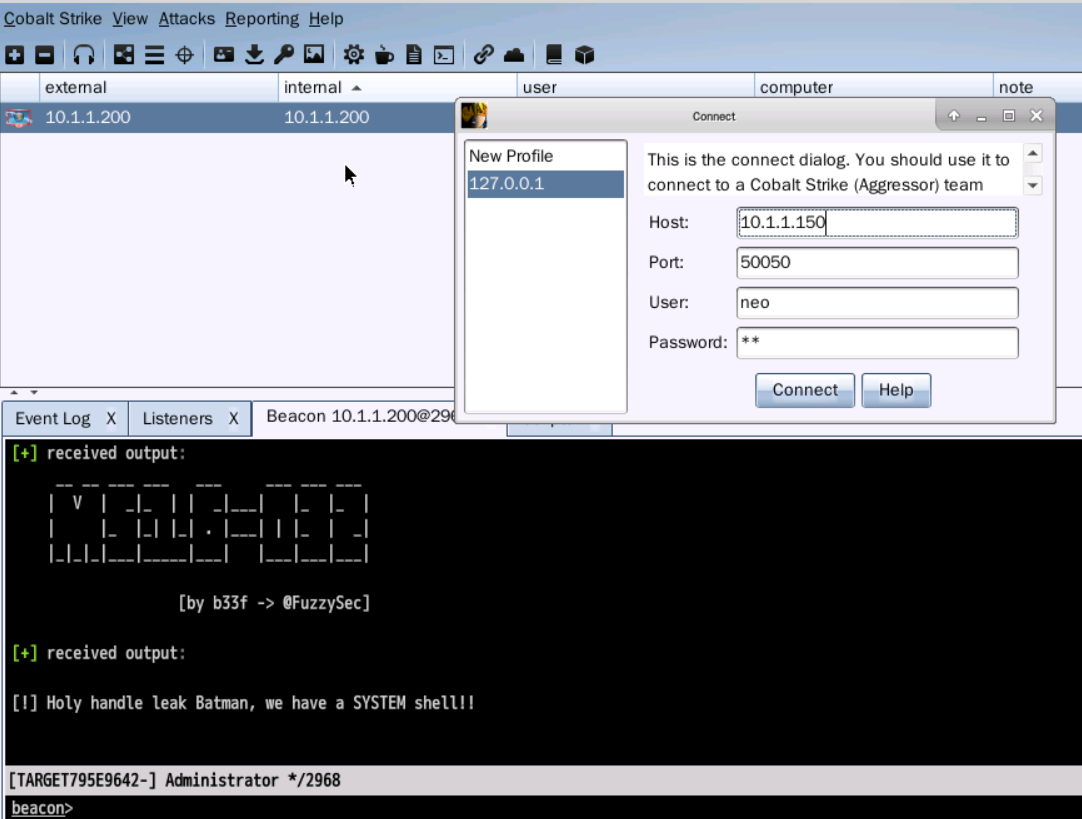 Cobalt Strike View Attacks Reporting Help
external internal user computer note
10.1.1.200 10.1.1.200
Connect
New Profile
127.0.0.1
This is the connect dialog. You should use it to
connect to a Cobalt Strike (Aggressor) team
Host: 10.1.1.150
Port: 50050
User: neo
Password: **
Connect Help
Event Log X Listeners X Beacon 10.1.1.200@296
[+] received output:
[by b33f -> @FuzzySec]
[+] received output:
[!] Holy handle leak Batman, we have a SYSTEM shell!!
[TARGET795E9642-] Administrator */2968
beacon>